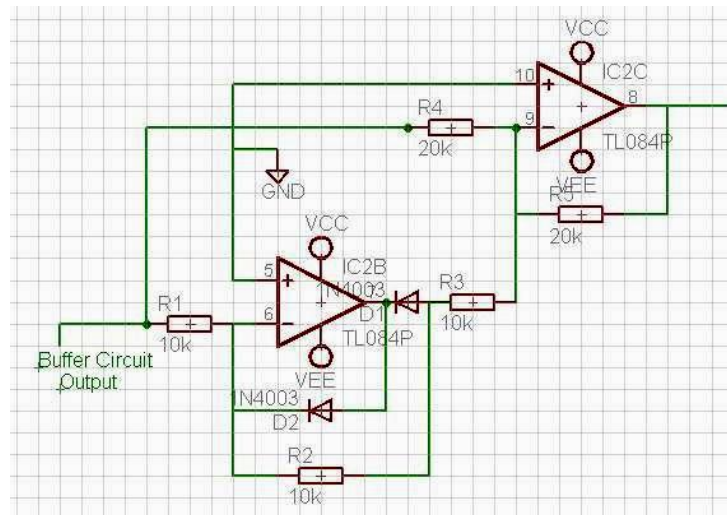 VCC
IC2C
10
8
9
R4
20k
TL084P
GND
VEE
R5
20k
VCC
5
IC2B
1N4003
7
R3
R1
6
D1
10k
10k
TL084P
Buffer Circuit
Output
VEE
1N4003
D2
R2
10k